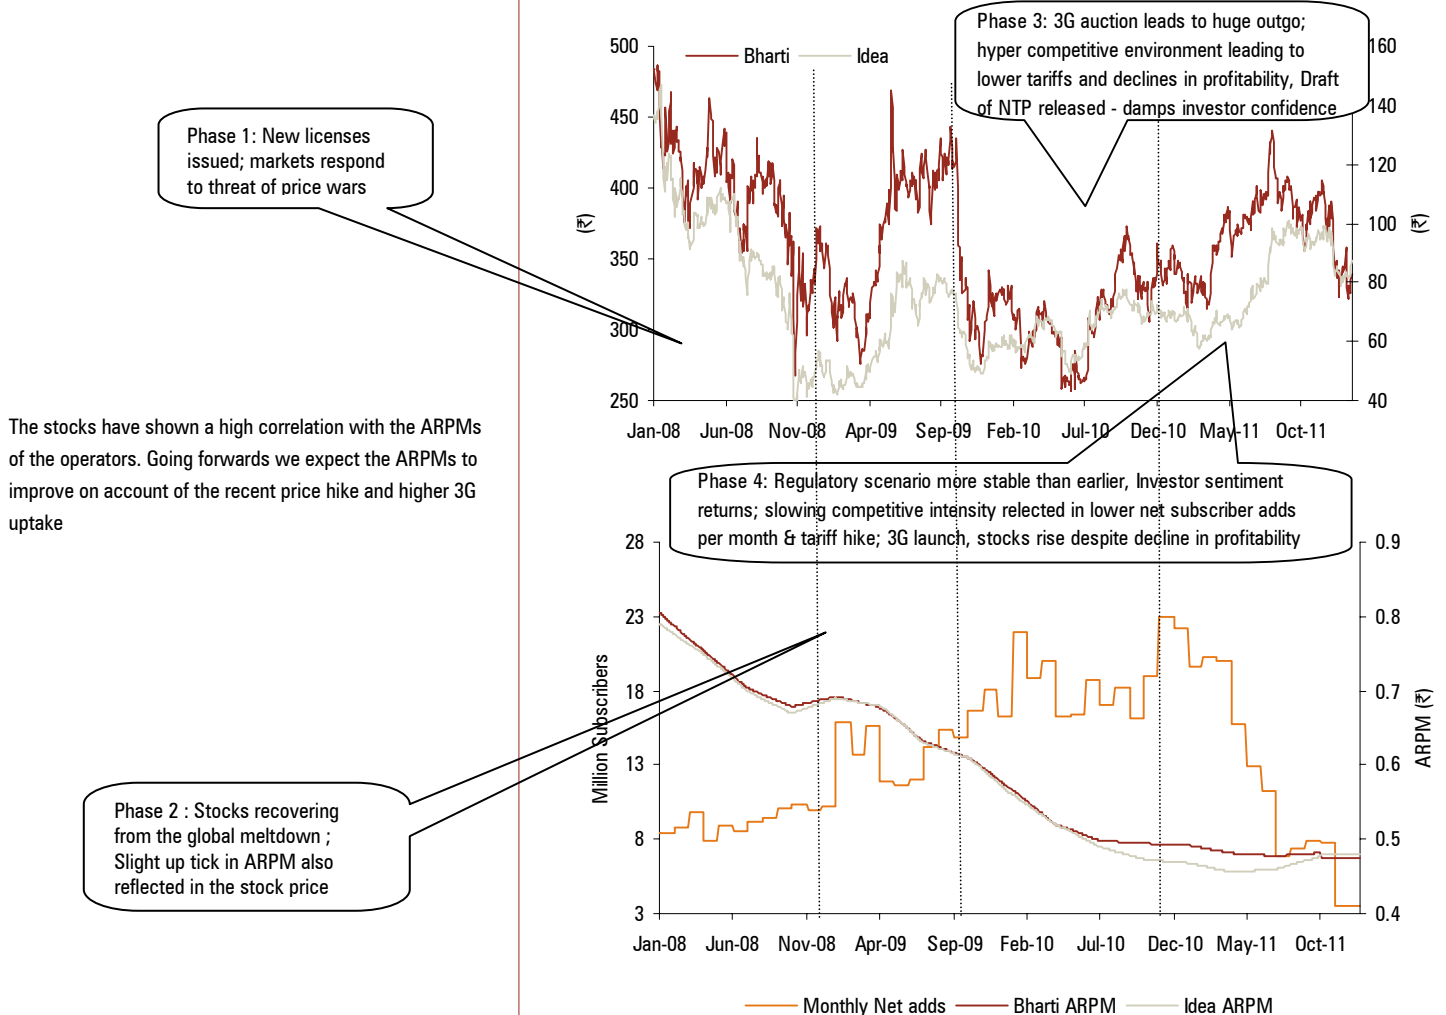 Phase 3: 3G auction leads to huge outgo;
hyper competitive environment leading to
lower tariffs and declines in profitability, Draft
of NTP released - damps investor confidence
Phase 1: New licenses
issued; markets respond
to threat of price wars
Bharti
Idea
500
450
400
350
300
250
(₹)
160
140
120
100
80
60
40
(₹)
Jan-08 Jun-08 Nov-08 Apr-09 Sep-09 Feb-10 Jul-10 Dec-10 May-11 Oct-11
The stocks have shown a high correlation with the ARPMs
of the operators. Going forwards we expect the ARPMs to
improve on account of the recent price hike and higher 3G
uptake
Phase 4: Regulatory scenario more stable than earlier, Investor sentiment
returns; slowing competitive intensity relected in lower net subscriber adds
per month & tariff hike; 3G launch, stocks rise despite decline in profitability
28
23
18
13
8
3
Million Subscribers
0.9
0.8
0.7
0.6
0.5
0.4
ARPM (₹)
Phase 2 : Stocks recovering
from the global meltdown ;
Slight up tick in ARPM also
reflected in the stock price
Jan-08 Jun-08 Nov-08 Apr-09 Sep-09 Feb-10 Jul-10 Dec-10 May-11 Oct-11
Monthly Net adds
Bharti ARPM
Idea ARPM